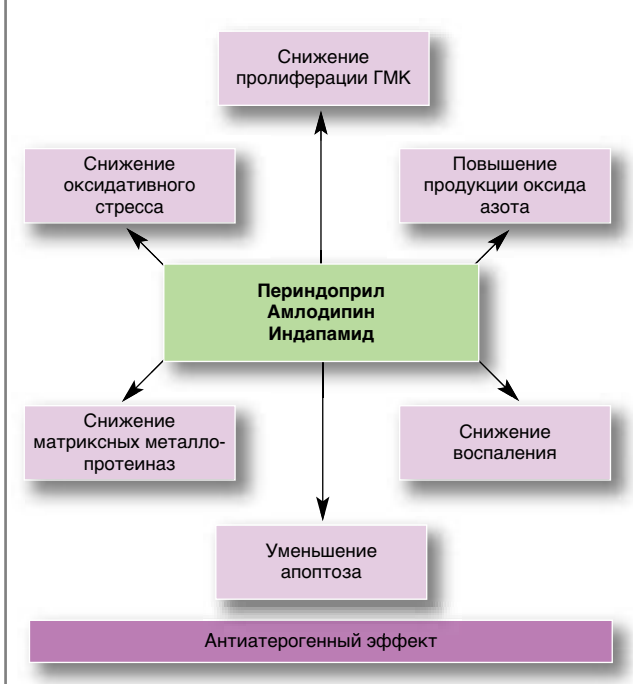 Снижение
пролиферации ГМК
Снижение
оксидативного
стресса
Повышение
продукции оксида
азота
Периндоприл
Амлодипин
Индапамид
Снижение
матриксных металло-
протеиназ
Снижение
воспаления
Уменьшение
апоптоза
Антиатерогенный эффект